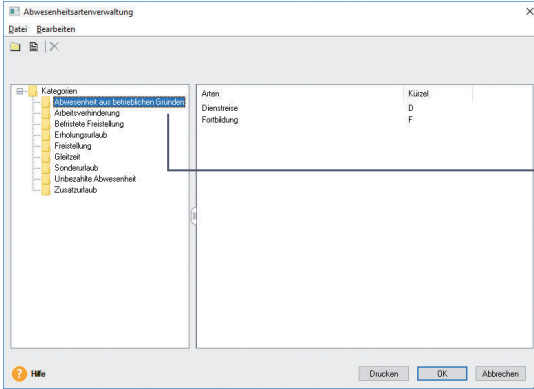 Abwesenheitsartenverwaltung
Datei Bearbeiten
Kategorien
Abwesenheit aus betrieblichen Gründen
Arbeitsverhinderung
Befristete Freistellung
Erholungsurlaub
Freistellung
Gleitzeit
Sonderurlaub
Unbezahlte Abwesenheit
Zusatzurlaub
Arten Kürzel
Dienstreise D
Fortbildung F
? Hilfe Drucken OK Abbrechen